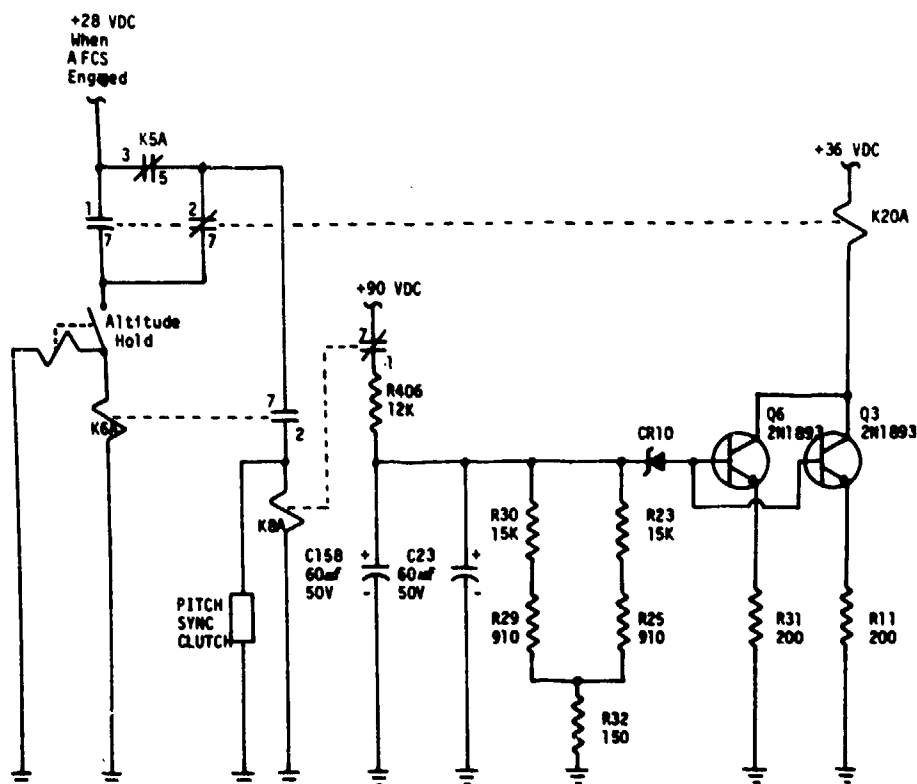 +28 VDC
When
AFCS
Engaged
K5A
3
5
1
7
2
7
+36 VDC
K20A
+90 VDC
Altitude
Hold
7
1
R406
12K
K6A
7
2
K8A
CR10
Q6
2N1893
Q3
2N1893
R30
15K
R23
15K
C158
60mf
50V
+
-
C23
60mf
50V
+
-
PITCH
SYNC
CLUTCH
R29
910
R25
910
R31
200
R11
200
R32
150